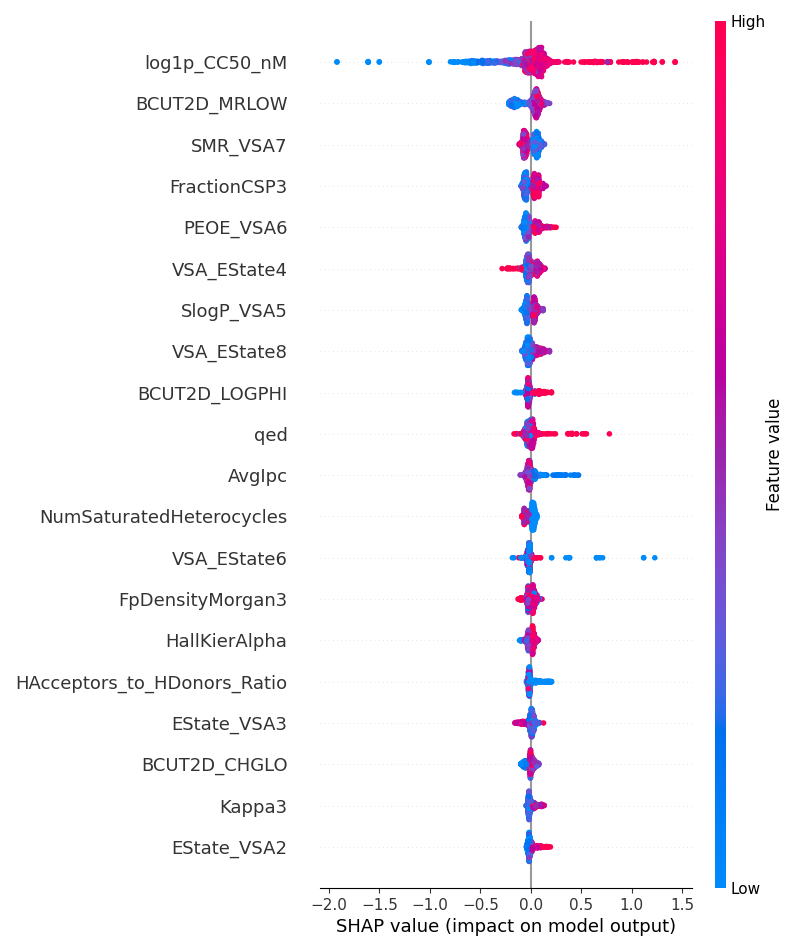 High
log1p_CC50_nM
BCUT2D_MRLOW
SMR_VSA7
FractionCSP3
PEOE_VSA6
VSA_EState4
SlogP_VSA5
VSA_EState8
BCUT2D_LOGPHI
qed
AvgIpc
NumSaturatedHeterocycles
VSA_EState6
FpDensityMorgan3
HallKierAlpha
HAcceptors_to_HDonors_Ratio
EState_VSA3
BCUT2D_CHGLO
Kappa3
EState_VSA2
Feature value
Low
−2.0 −1.5 −1.0 −0.5 0.0 0.5 1.0 1.5
SHAP value (impact on model output)